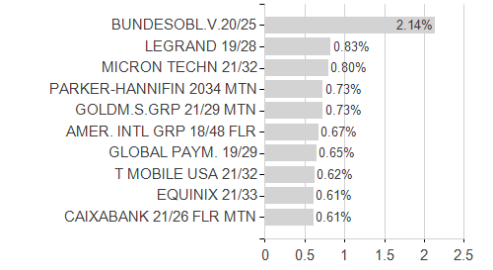 BUNDESOBL.V.20/25 2.14%
LEGRAND 19/28 0.83%
MICRON TECHN 21/32 0.80%
PARKER-HANNIFIN 2034 MTN 0.73%
GOLDM.S.GRP 21/29 MTN 0.73%
AMER. INTL GRP 18/48 FLR 0.67%
GLOBAL PAYM. 19/29 0.65%
T MOBILE USA 21/32 0.62%
EQUINIX 21/33 0.61%
CAIXABANK 21/26 FLR MTN 0.61%
0 0.5 1 1.5 2 2.5